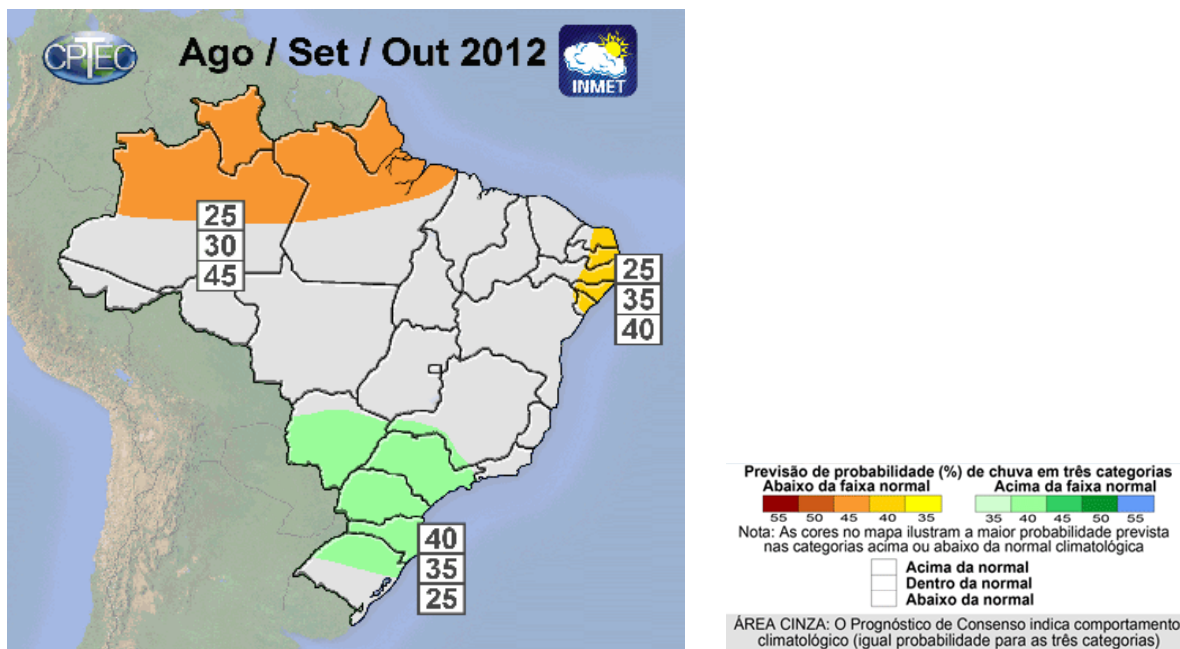 CPTEC
Ago / Set / Out 2012
INMET
25
30
45
25
35
40
40
35
25
Previsão de probabilidade (%) de chuva em três categorias
Abaixo da faixa normal Acima da faixa normal
55 50 45 40 35 35 40 45 50 55
Nota: As cores no mapa ilustram a maior probabilidade prevista
nas categorias acima ou abaixo da normal climatológica
Acima da normal
Dentro da normal
Abaixo da normal
ÁREA CINZA: O Prognóstico de Consenso indica comportamento
climatológico (igual probabilidade para as três categorias)